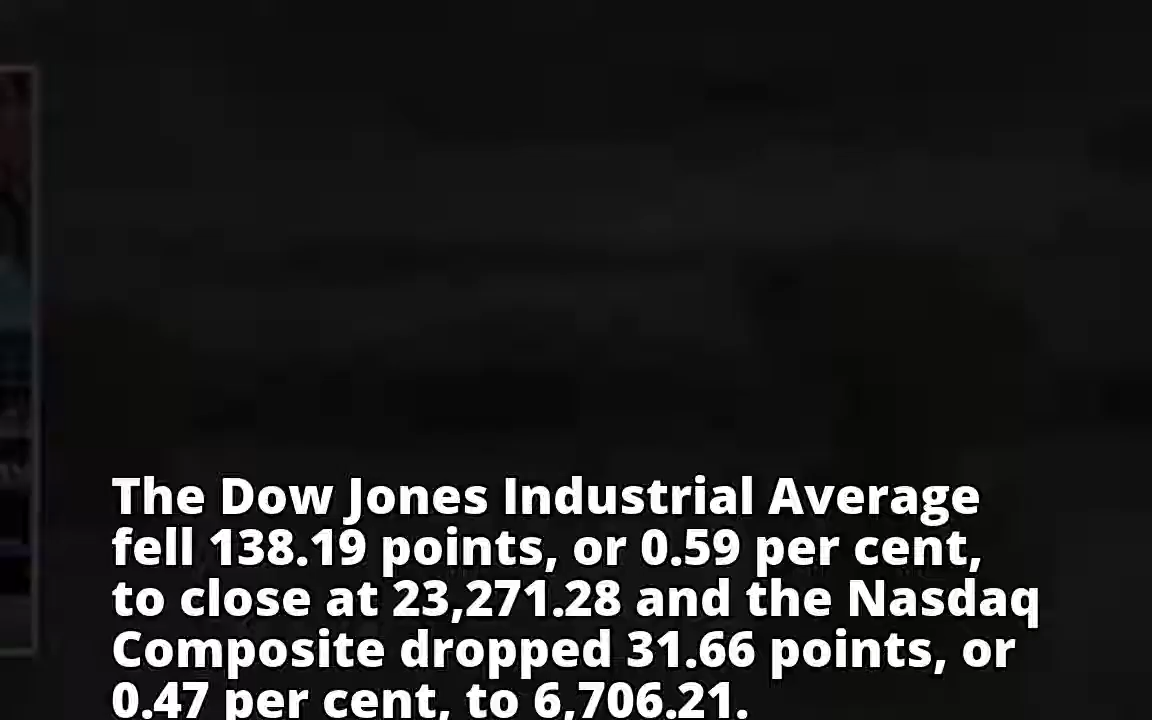 The Dow Jones Industrial Average
fell 138.19 points, or 0.59 per cent,
to close at 23,271.28 and the Nasdaq
Composite dropped 31.66 points, or
0.47 per cent, to 6,706.21.